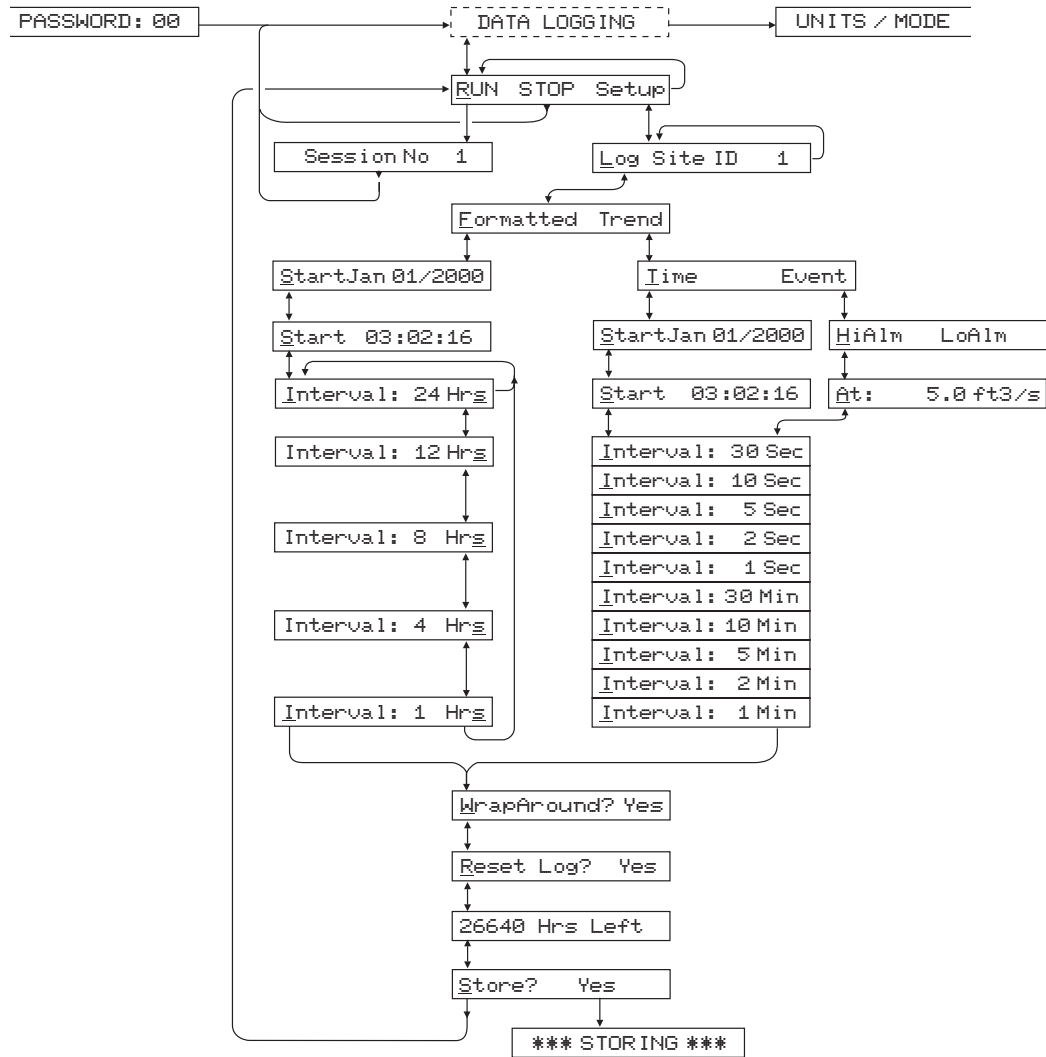 PASSWORD: 00
DATA LOGGING
UNITS / MODE
RUN STOP Setup
Session No 1
Log Site ID 1
Formatted Trend
StartJan 01/2000
Time Event
Start 03:02:16
StartJan 01/2000
HiAlm LoAlm
Interval: 24 Hrs
Start 03:02:16
At: 5.0 ft3/s
Interval: 12 Hrs
Interval: 8 Hrs
Interval: 4 Hrs
Interval: 1 Hrs
Interval: 30 Sec
Interval: 10 Sec
Interval: 5 Sec
Interval: 2 Sec
Interval: 1 Sec
Interval: 30 Min
Interval: 10 Min
Interval: 5 Min
Interval: 2 Min
Interval: 1 Min
WrapAround? Yes
Reset Log? Yes
26640 Hrs Left
Store? Yes
*** STORING ***